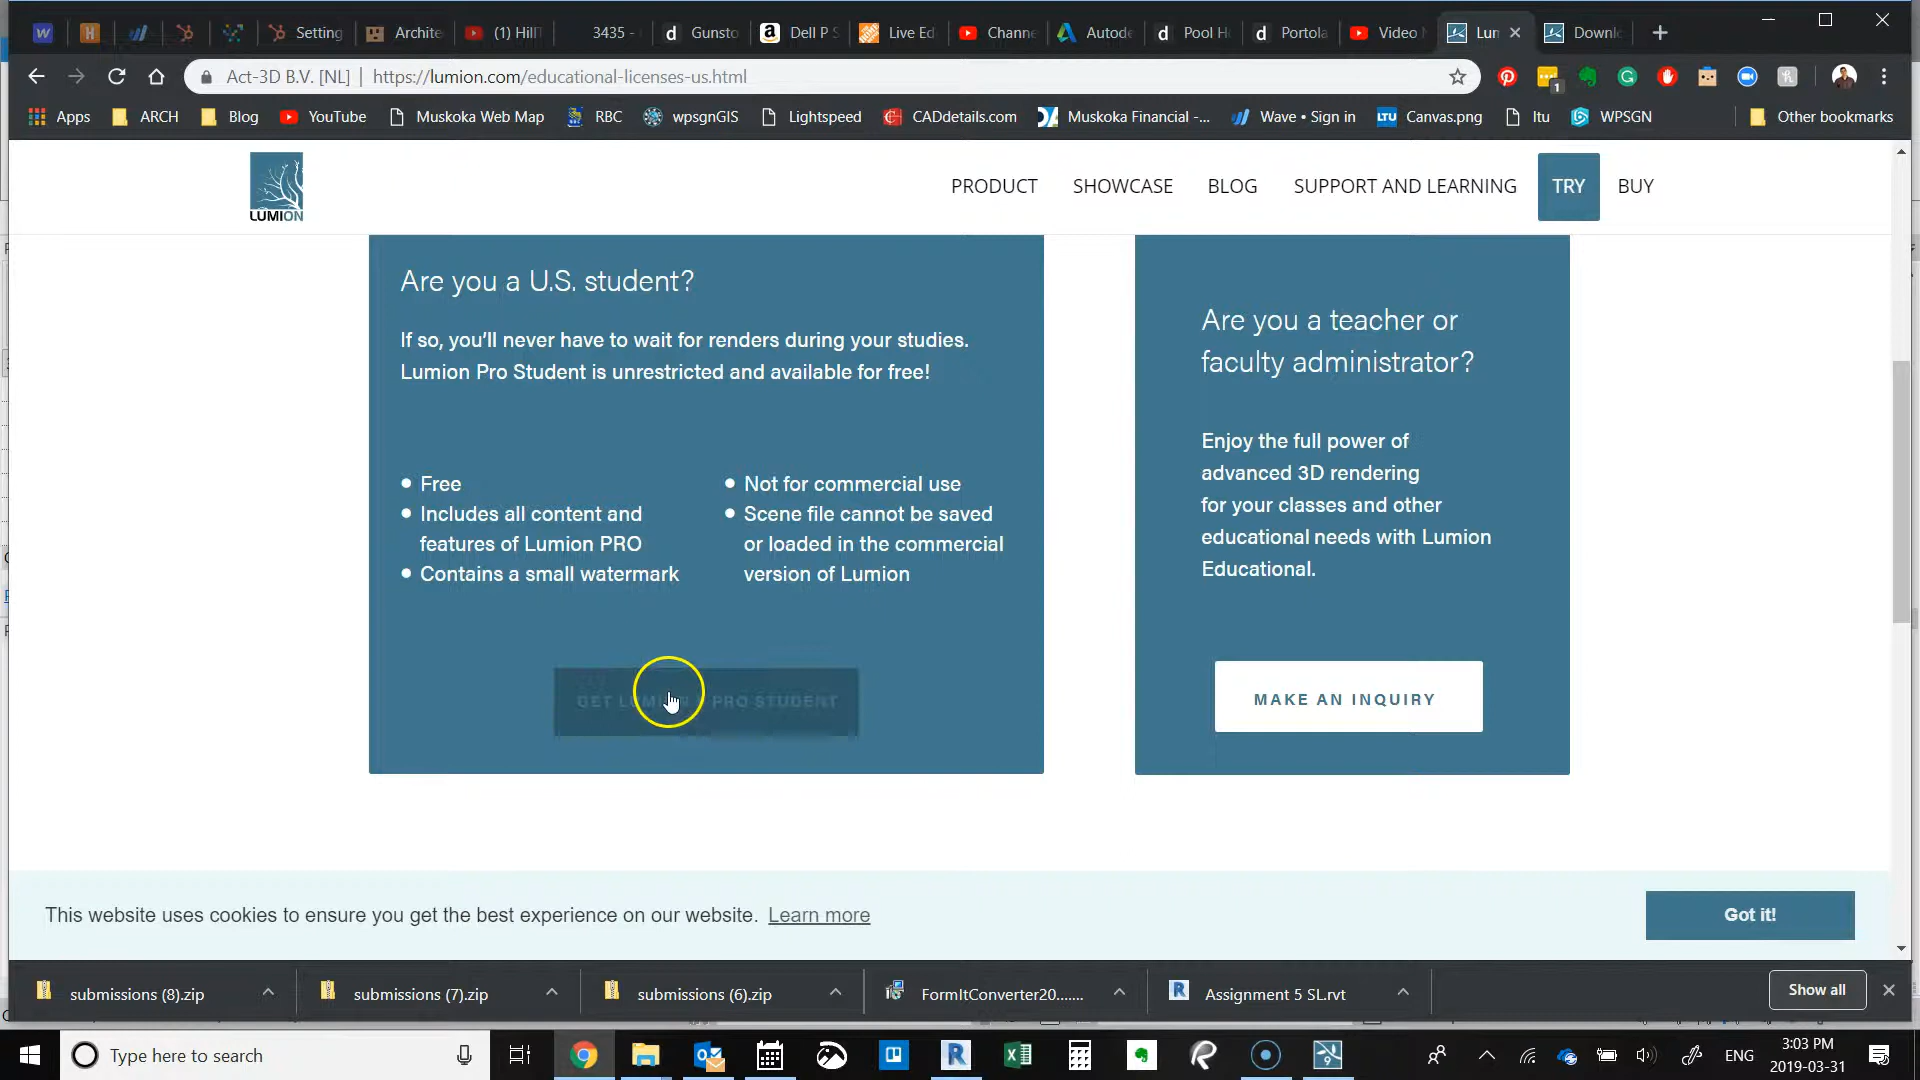 Setting
Archite
(1) Hill
3435 -
Gunsto
Dell P S
Live Ed
Chann
Autod
Pool H
Portola
Video
Lum
Downl
Act-3D B.V. [NL] | https://lumion.com/educational-licenses-us.html
1
Apps
ARCH
Blog
YouTube
Muskoka Web Map
RBC
wpsgnGIS
Lightspeed
CADdetails.com
Muskoka Financial -...
Wave • Sign in
LTU
Canvas.png
ltu
WPSGN
Other bookmarks
LUMION
PRODUCT
SHOWCASE
BLOG
SUPPORT AND LEARNING
TRY
BUY
Are you a U.S. student?
If so, you'll never have to wait for renders during your studies.
Lumion Pro Student is unrestricted and available for free!
• Free
• Includes all content and
features of Lumion PRO
• Contains a small watermark
• Not for commercial use
• Scene file cannot be saved
or loaded in the commercial
version of Lumion
PRO STUDENT
Are you a teacher or
faculty administrator?
Enjoy the full power of
advanced 3D rendering
for your classes and other
educational needs with Lumion
Educational.
MAKE AN INQUIRY
This website uses cookies to ensure you get the best experience on our website. Learn more
Got it!
submissions (8).zip
submissions (7).zip
submissions (6).zip
FormItConverter20......
Assignment 5 SL.rvt
Show all
Type here to search
ENG
3:03 PM
2019-03-31